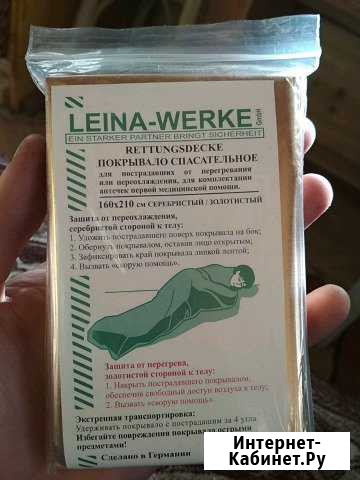 LEINA-WERKE GmbH
EIN STARKER PARTNER BRINGT SICHERHEIT
RETTUNGSDECKE
ПОКРЫВАЛО СПАСАТЕЛЬНОЕ
для пострадавших от перегревания
или переохлаждения, для комплектации
аптечек первой медицинской помощи.
160x210 см СЕРЕБРИСТЫЙ / ЗОЛОТИСТЫЙ
Защита от переохлаждения,
серебристой стороной к телу:
1. Уложить пострадавшего поверх покрывала на бок;
2. Обернуть покрывалом, оставив лицо открытым;
3. Зафиксировать край покрывала липкой лентой;
4. Вызвать «скорую помощь».
Защита от перегрева,
золотистой стороной к телу:
1. Накрыть пострадавшего покрывалом,
обеспечив свободный доступ воздуха к телу;
2. Вызвать «скорую помощь»
Экстренная транспортировка:
Удерживать покрывало с пострадавшим за 4 угла
Избегайте повреждения покрывала острыми
предметами!
Сделано в Германии
Интернет-
Кабинет.Ру